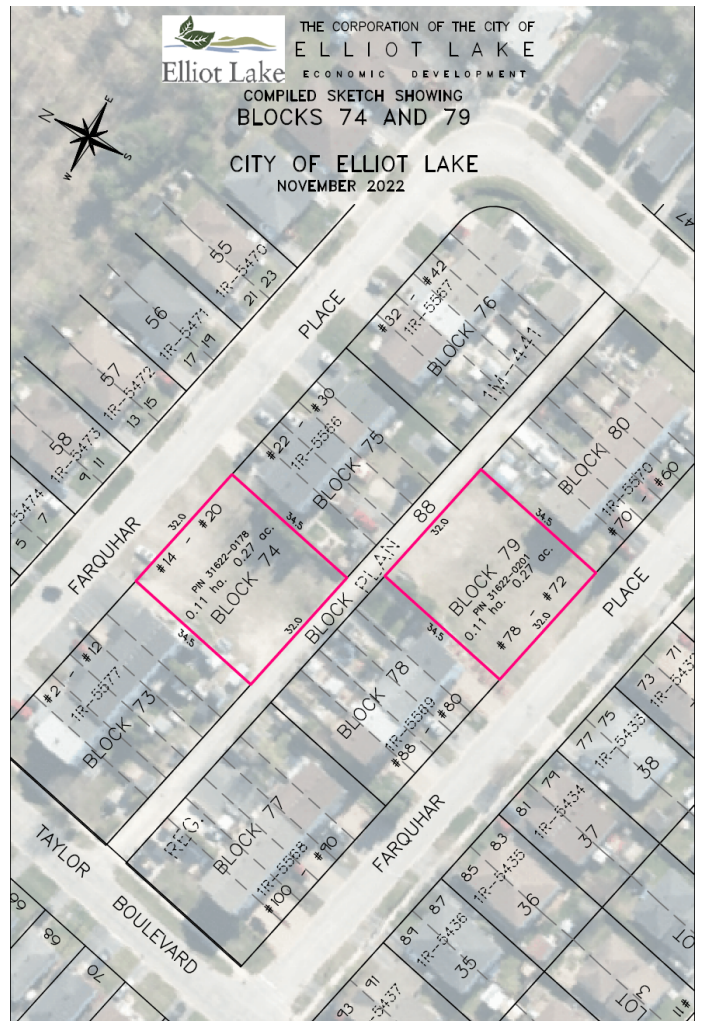 THE CORPORATION OF THE CITY OF
ELLIOT LAKE
ECONOMIC DEVELOPMENT
Elliot Lake
COMPILED SKETCH SHOWING
BLOCKS 74 AND 79
CITY OF ELLIOT LAKE
NOVEMBER 2022
N
E
W
S
47
55
1R-5470
21 23
56
1R-5471
17 19
57
1R-5472
13 15
58
1R-5473
9 11
5474
5 7
PLACE
FARQUHAR
#32 - #42
1R-5567
BLOCK 76
1M-441
#22 - #30
1R-5566
BLOCK 75
32.0
34.5
#14 - #20
PIN 31622-0178
0.11 ha. 0.27 ac.
BLOCK 74
34.5
32.0
#2 - #12
1R-5577
BLOCK 73
BLOCK 88
REG. PLAN
BLOCK 80
1R-5570
#70 - #60
32.0
34.5
BLOCK 79
PIN 31622-0201
0.11 ha. 0.27 ac.
#78 - #72
34.5
32.0
BLOCK 78
1R-5569
#88 - #80
BLOCK 77
1R-5568
#100 - #90
PLACE
FARQUHAR
TAYLOR
BOULEVARD
73 71
77 75
1R-5433
38
81 79
1R-5434
37
85 83
1R-5435
36
89 87
1R-5436
35
93 91
5437
69
68
70
LOT
#11